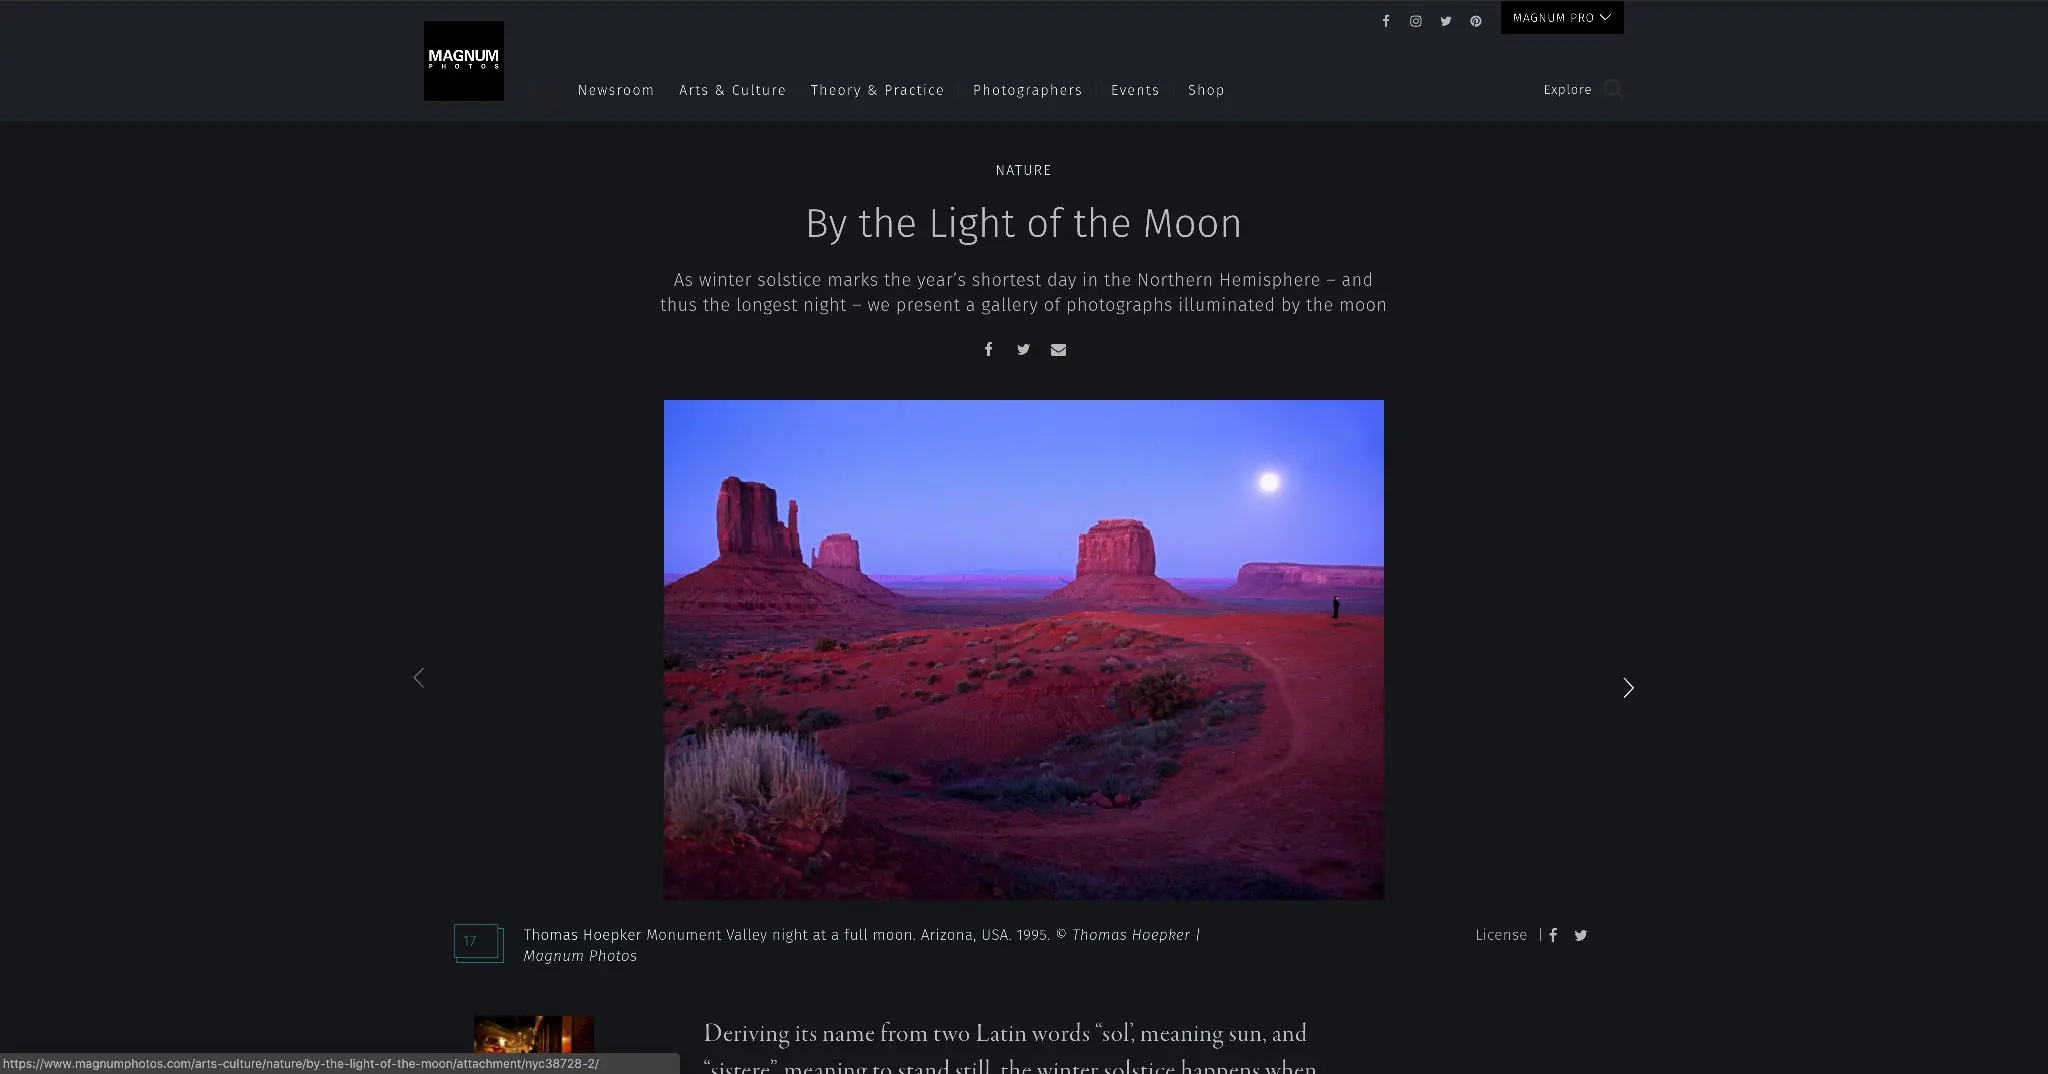 MAGNUM PRO
MAGNUM
PHOTOS
Newsroom Arts & Culture Theory & Practice Photographers Events Shop Explore
NATURE
By the Light of the Moon
As winter solstice marks the year’s shortest day in the Northern Hemisphere – and
thus the longest night – we present a gallery of photographs illuminated by the moon
17
Thomas Hoepker Monument Valley night at a full moon. Arizona, USA. 1995. © Thomas Hoepker |
Magnum Photos
License |
Deriving its name from two Latin words “sol’, meaning sun, and
“sistere” meaning to stand still, the winter solstice happens when
https://www.magnumphotos.com/arts-culture/nature/by-the-light-of-the-moon/attachment/nyc38728-2/